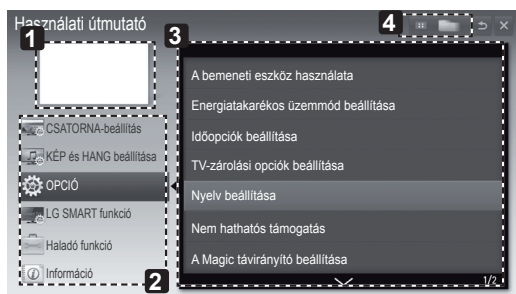 Használati útmutató
1
3
4
A bemeneti eszköz használata
Energiatakarékos üzemmód beállítása
Időopciók beállítása
TV-zárolási opciók beállítása
Nyelv beállítása
Nem hathatós támogatás
A Magic távirányító beállítása
1/2
CSATORNA-beállítás
KÉP és HANG beállítása
OPCIÓ
LG SMART funkció
Haladó funkció
Információ
2